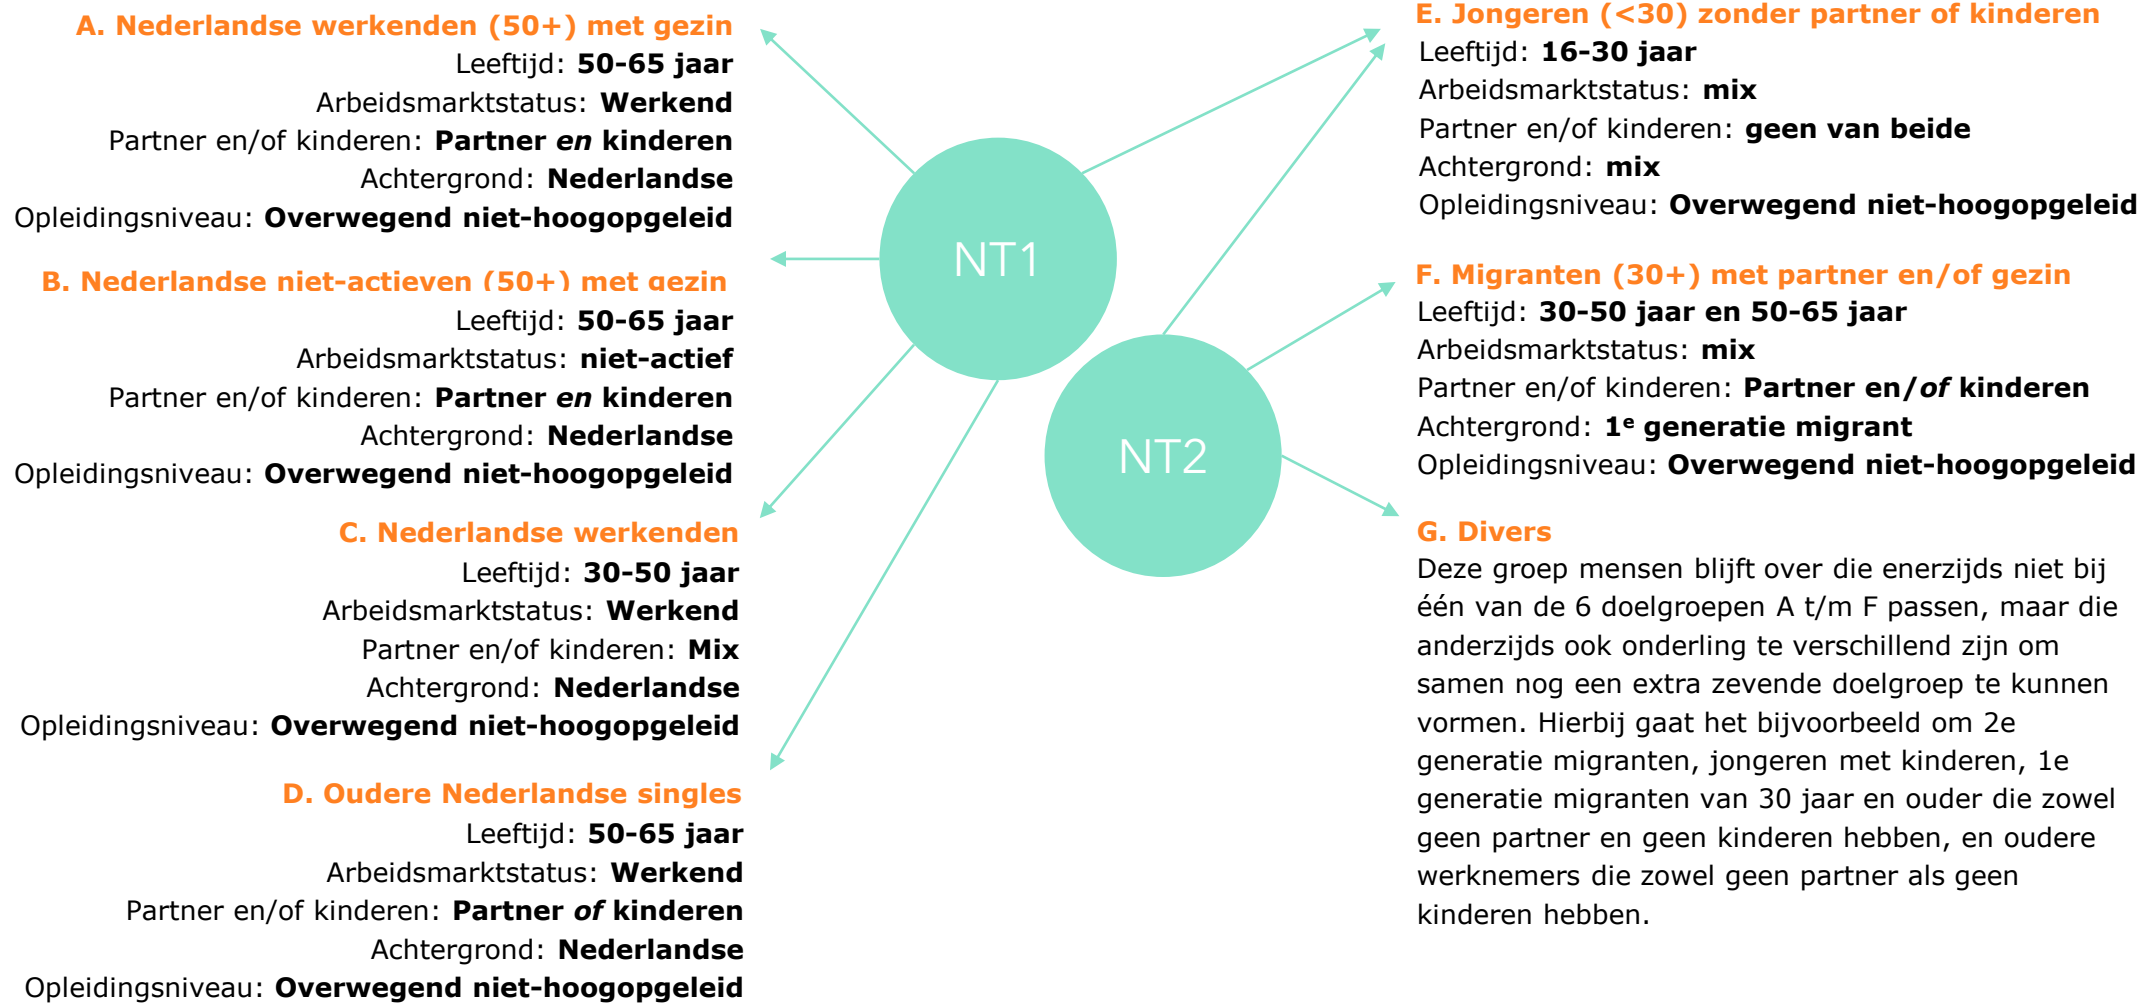 A. Nederlandse werkenden (50+) met gezin
Leeftijd: 50-65 jaar
Arbeidsmarktstatus: Werkend
Partner en/of kinderen: Partner en kinderen
Achtergrond: Nederlandse
Opleidingsniveau: Overwegend niet-hoogopgeleid
B. Nederlandse niet-actieven (50+) met gezin
Leeftijd: 50-65 jaar
Arbeidsmarktstatus: niet-actief
Partner en/of kinderen: Partner en kinderen
Achtergrond: Nederlandse
Opleidingsniveau: Overwegend niet-hoogopgeleid
C. Nederlandse werkenden
Leeftijd: 30-50 jaar
Arbeidsmarktstatus: Werkend
Partner en/of kinderen: Mix
Achtergrond: Nederlandse
Opleidingsniveau: Overwegend niet-hoogopgeleid
D. Oudere Nederlandse singles
Leeftijd: 50-65 jaar
Arbeidsmarktstatus: Werkend
Partner en/of kinderen: Partner of kinderen
Achtergrond: Nederlandse
Opleidingsniveau: Overwegend niet-hoogopgeleid
NT1
NT2
E. Jongeren (<30) zonder partner of kinderen
Leeftijd: 16-30 jaar
Arbeidsmarktstatus: mix
Partner en/of kinderen: geen van beide
Achtergrond: mix
Opleidingsniveau: Overwegend niet-hoogopgeleid
F. Migranten (30+) met partner en/of gezin
Leeftijd: 30-50 jaar en 50-65 jaar
Arbeidsmarktstatus: mix
Partner en/of kinderen: Partner en/of kinderen
Achtergrond: 1e generatie migrant
Opleidingsniveau: Overwegend niet-hoogopgeleid
G. Divers
Deze groep mensen blijft over die enerzijds niet bij
één van de 6 doelgroepen A t/m F passen, maar die
anderzijds ook onderling te verschillend zijn om
samen nog een extra zevende doelgroep te kunnen
vormen. Hierbij gaat het bijvoorbeeld om 2e
generatie migranten, jongeren met kinderen, 1e
generatie migranten van 30 jaar en ouder die zowel
geen partner en geen kinderen hebben, en oudere
werknemers die zowel geen partner als geen
kinderen hebben.